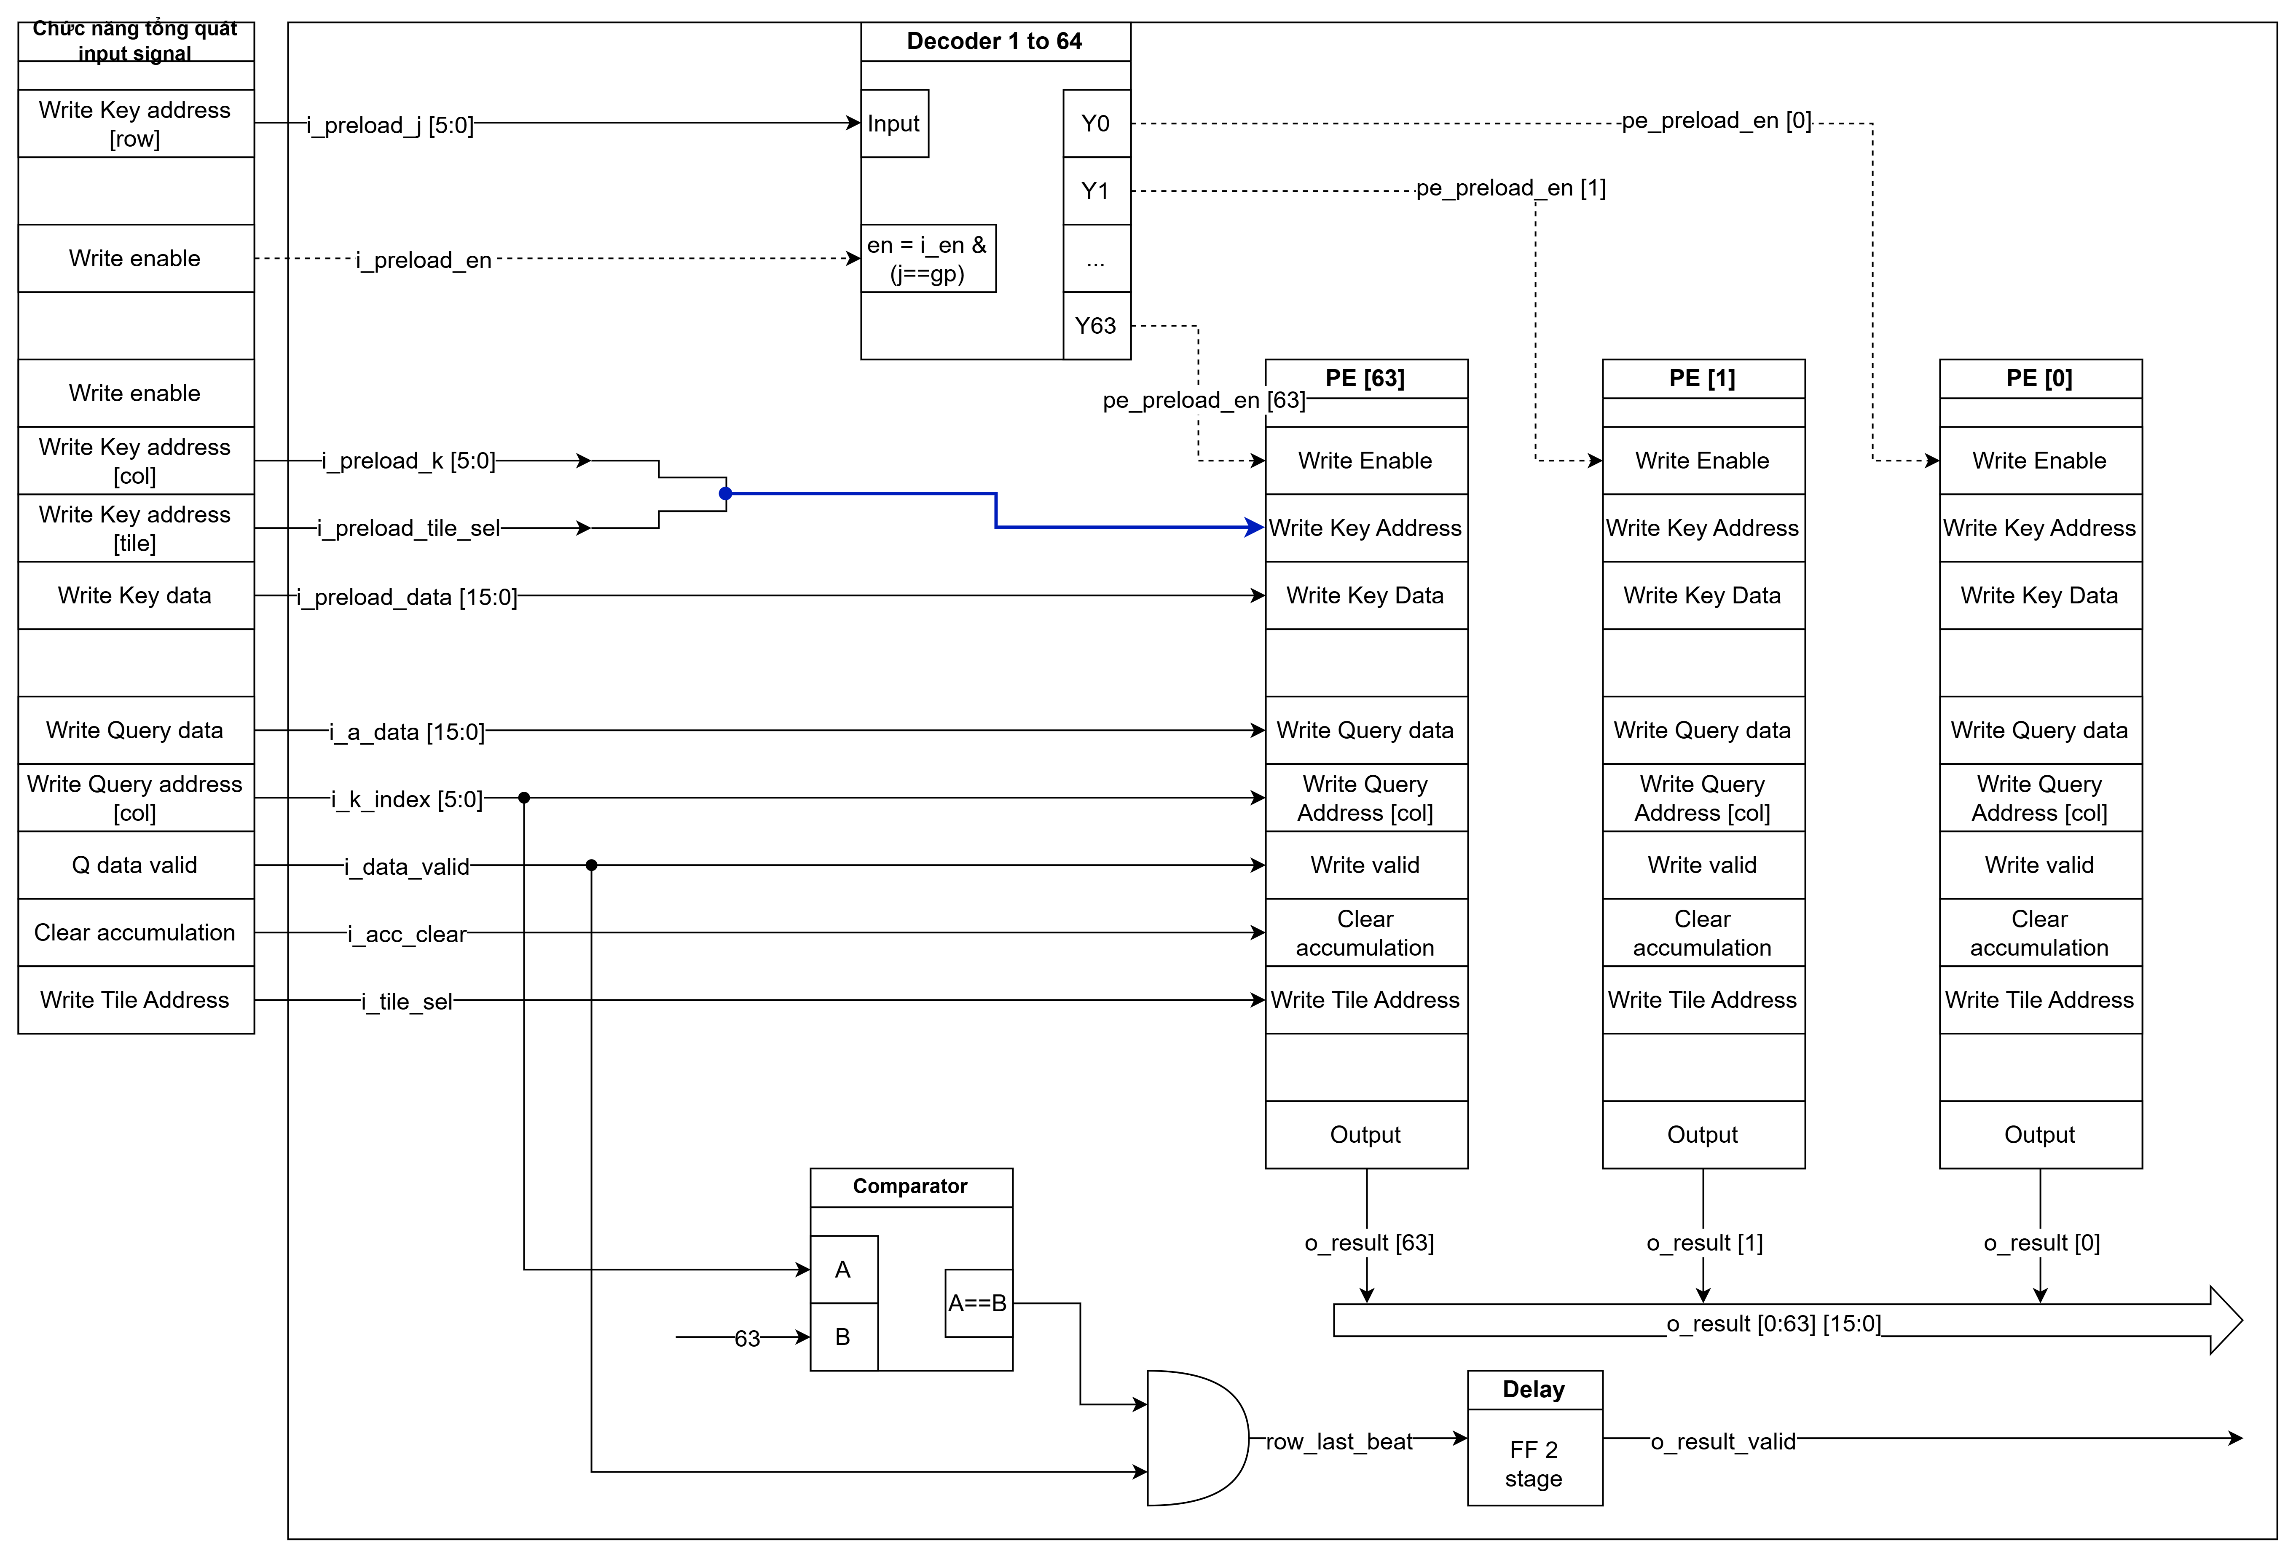 Chức năng tổng quát
input signal
Decoder 1 to 64
Write Key address
[row]
i_preload_j [5:0]
Input
Y0
pe_preload_en [0]
Y1
pe_preload_en [1]
Write enable
i_preload_en
en = i_en &
(j==gp)
...
Y63
Write enable
pe_preload_en [63]
PE [63]
PE [1]
PE [0]
Write Key address
[col]
i_preload_k [5:0]
Write Enable
Write Enable
Write Enable
Write Key address
[tile]
i_preload_tile_sel
Write Key Address
Write Key Address
Write Key Address
Write Key data
i_preload_data [15:0]
Write Key Data
Write Key Data
Write Key Data
Write Query data
i_a_data [15:0]
Write Query data
Write Query data
Write Query data
Write Query address
[col]
i_k_index [5:0]
Write Query
Address [col]
Write Query
Address [col]
Write Query
Address [col]
Q data valid
i_data_valid
Write valid
Write valid
Write valid
Clear accumulation
i_acc_clear
Clear
accumulation
Clear
accumulation
Clear
accumulation
Write Tile Address
i_tile_sel
Write Tile Address
Write Tile Address
Write Tile Address
Output
Output
Output
Comparator
A
A==B
63
B
o_result [63]
o_result [1]
o_result [0]
o_result [0:63] [15:0]
row_last_beat
Delay
FF 2
stage
o_result_valid